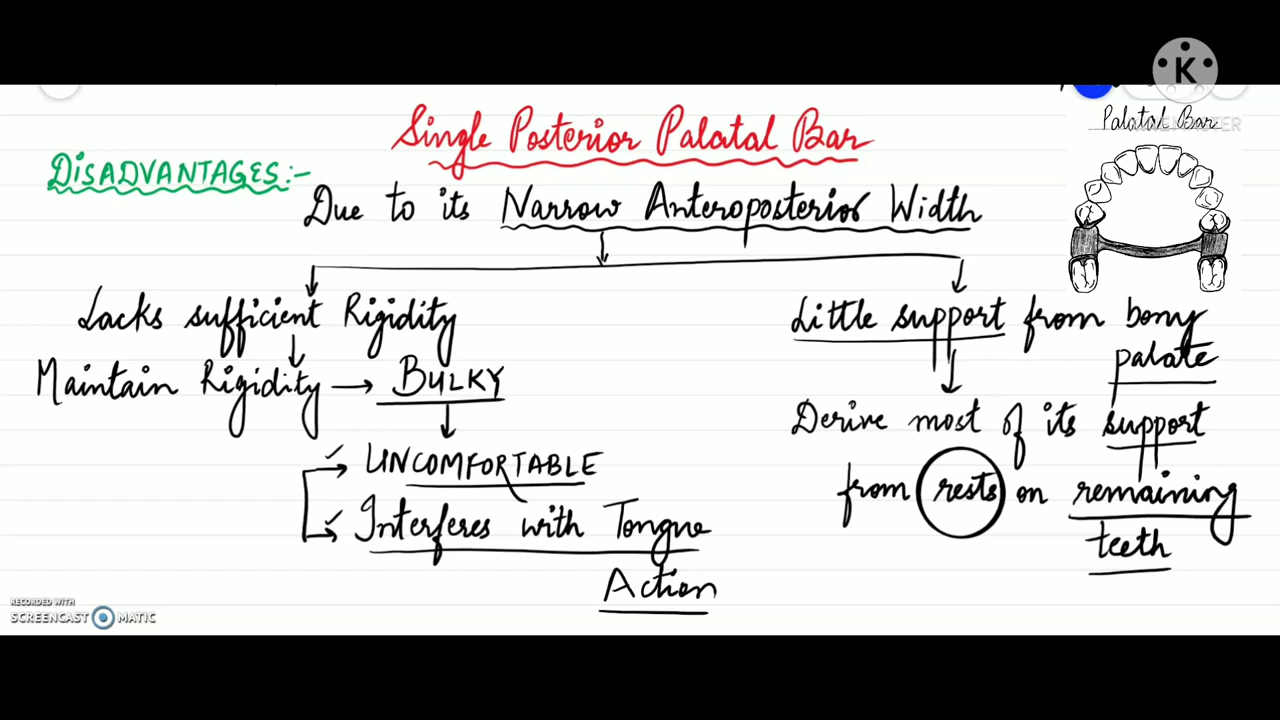 K
Palatal Bar
Single Posterior Palatal Bar
DISADVANTAGES:-
Due to its Narrow Anteroposterior Width
Lacks sufficient Rigidity
Maintain Rigidity → BULKY
UNCOMFORTABLE
Interferes with Tongue
Action
Little support from bony
palate
Derive most of its support
from rests on remaining
teeth
RECORDED WITH
SCREENCAST MATIC